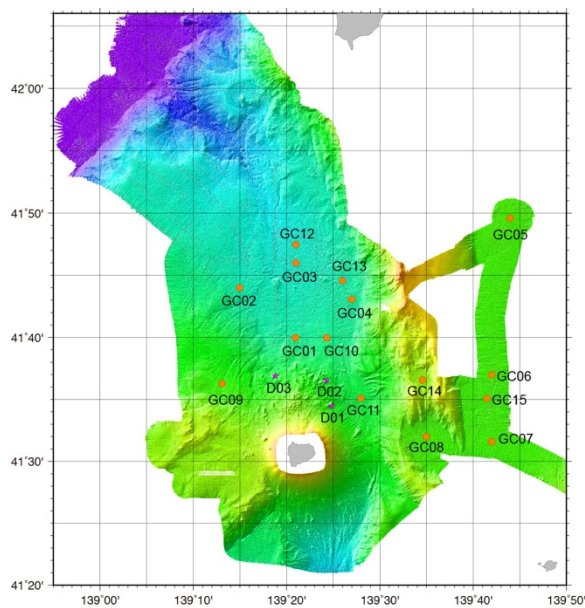 42°00'
41°50'
GC05
GC12
GC13
GC03
GC02
GC04
41°40'
GC01
GC10
GC06
D03
D02
GC14
GC15
GC09
GC11
D01
GC08
GC07
41°30'
41°20'
139°00'
139°10'
139°20'
139°30'
139°40'
139°50'